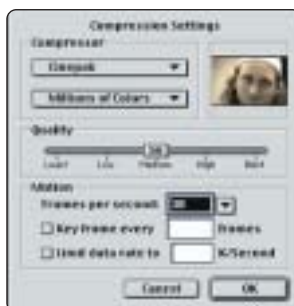 Compression Settings
Compressor
Cinepak
Millions of Colors
Quality
Least Low Medium High Best
Motion
Frames per second:
Key frame every frames
Limit data rate to K/Second
Cancel OK